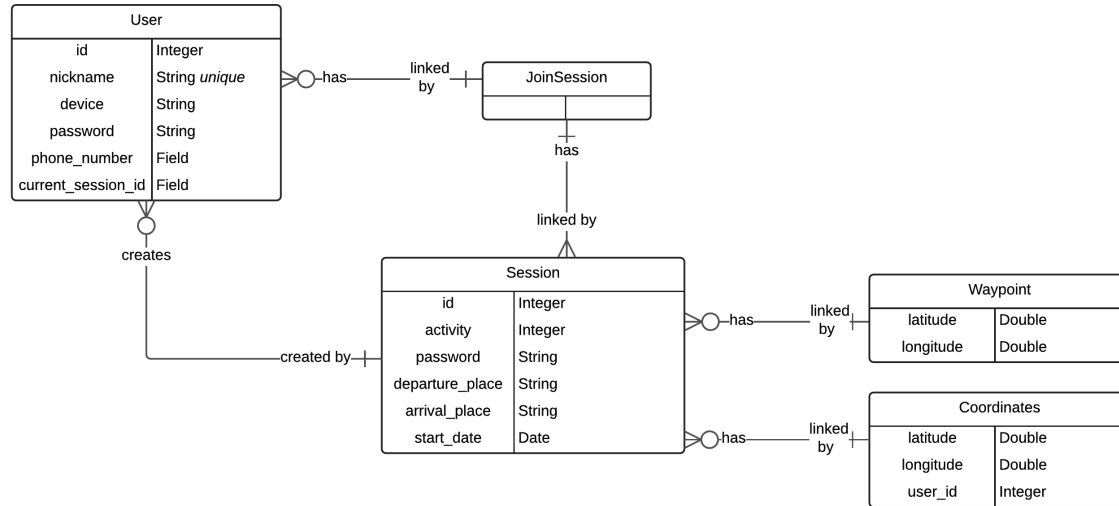 User
id Integer
nickname String unique
device String
password String
phone_number Field
current_session_id Field
has
linked
by
JoinSession
has
linked by
creates
created by
Session
id Integer
activity Integer
password String
departure_place String
arrival_place String
start_date Date
has
linked
by
Waypoint
latitude Double
longitude Double
has
linked
by
Coordinates
latitude Double
longitude Double
user_id Integer